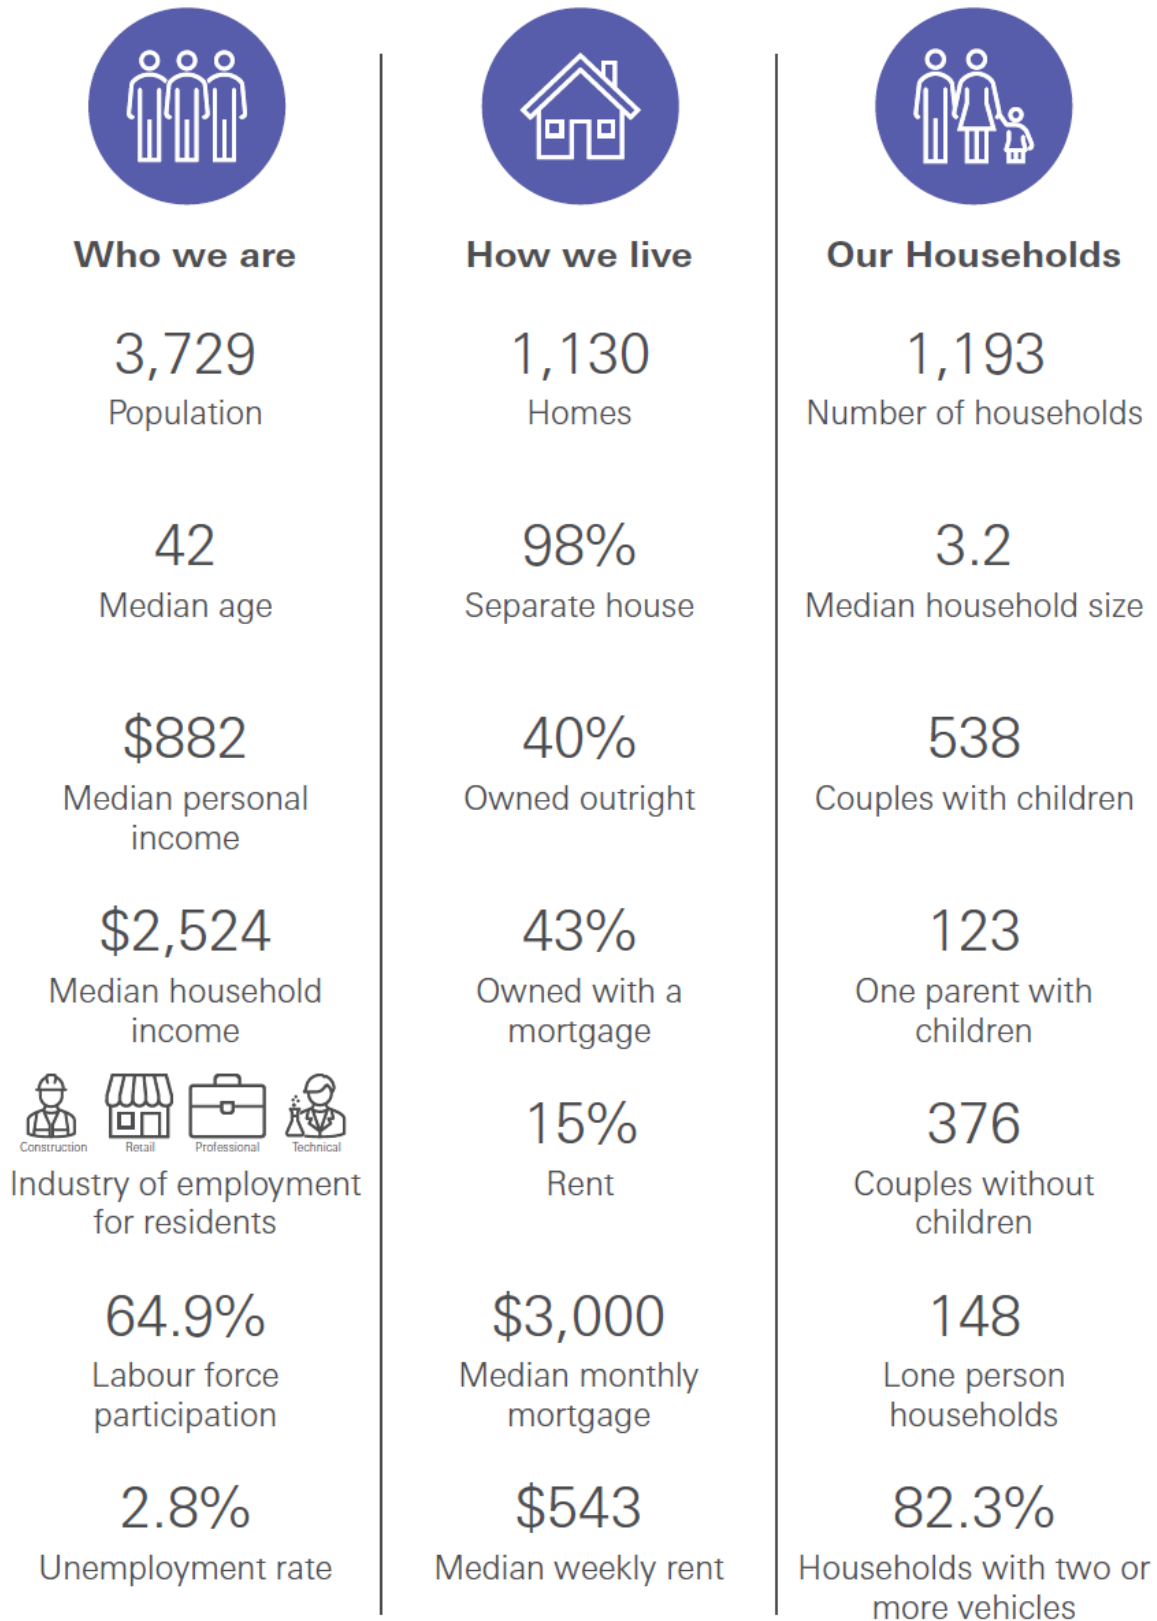 Who we are
3,729
Population
42
Median age
$882
Median personal
income
$2,524
Median household
income
Construction
Retail
Professional
Technical
Industry of employment
for residents
64.9%
Labour force
participation
2.8%
Unemployment rate
How we live
1,130
Homes
98%
Separate house
40%
Owned outright
43%
Owned with a
mortgage
15%
Rent
$3,000
Median monthly
mortgage
$543
Median weekly rent
Our Households
1,193
Number of households
3.2
Median household size
538
Couples with children
123
One parent with
children
376
Couples without
children
148
Lone person
households
82.3%
Households with two or
more vehicles